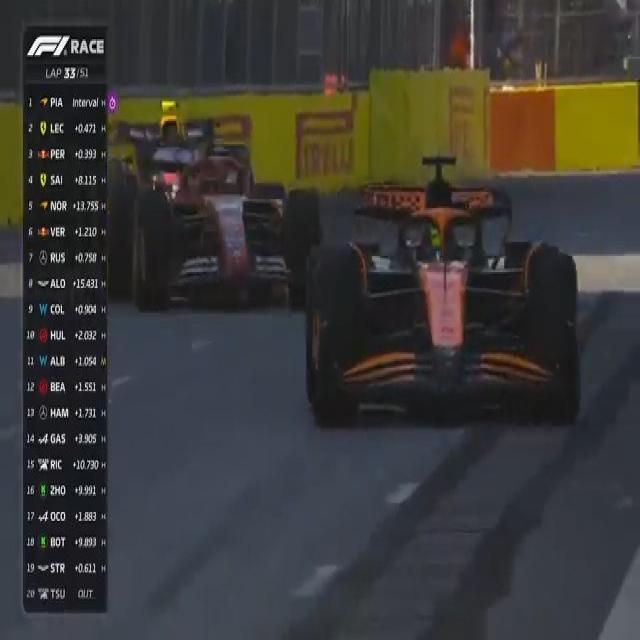 F1 RACE
LAP 33/51
1 PIA Interval H
2 LEC +0.471 H
3 PER +0.393 H
4 SAI +8.115 H
5 NOR +13.755 H
6 VER +1.210 H
7 RUS +0.758 H
8 ALO +15.431 H
9 COL +0.904 H
10 HUL +2.032 H
11 ALB +1.054 M
12 BEA +1.551 H
13 HAM +1.731 H
14 GAS +3.905 H
15 RIC +10.730 H
16 ZHO +9.991 H
17 OCO +1.883 H
18 BOT +9.893 H
19 STR +0.611 H
20 TSU OUT
PIRELLI